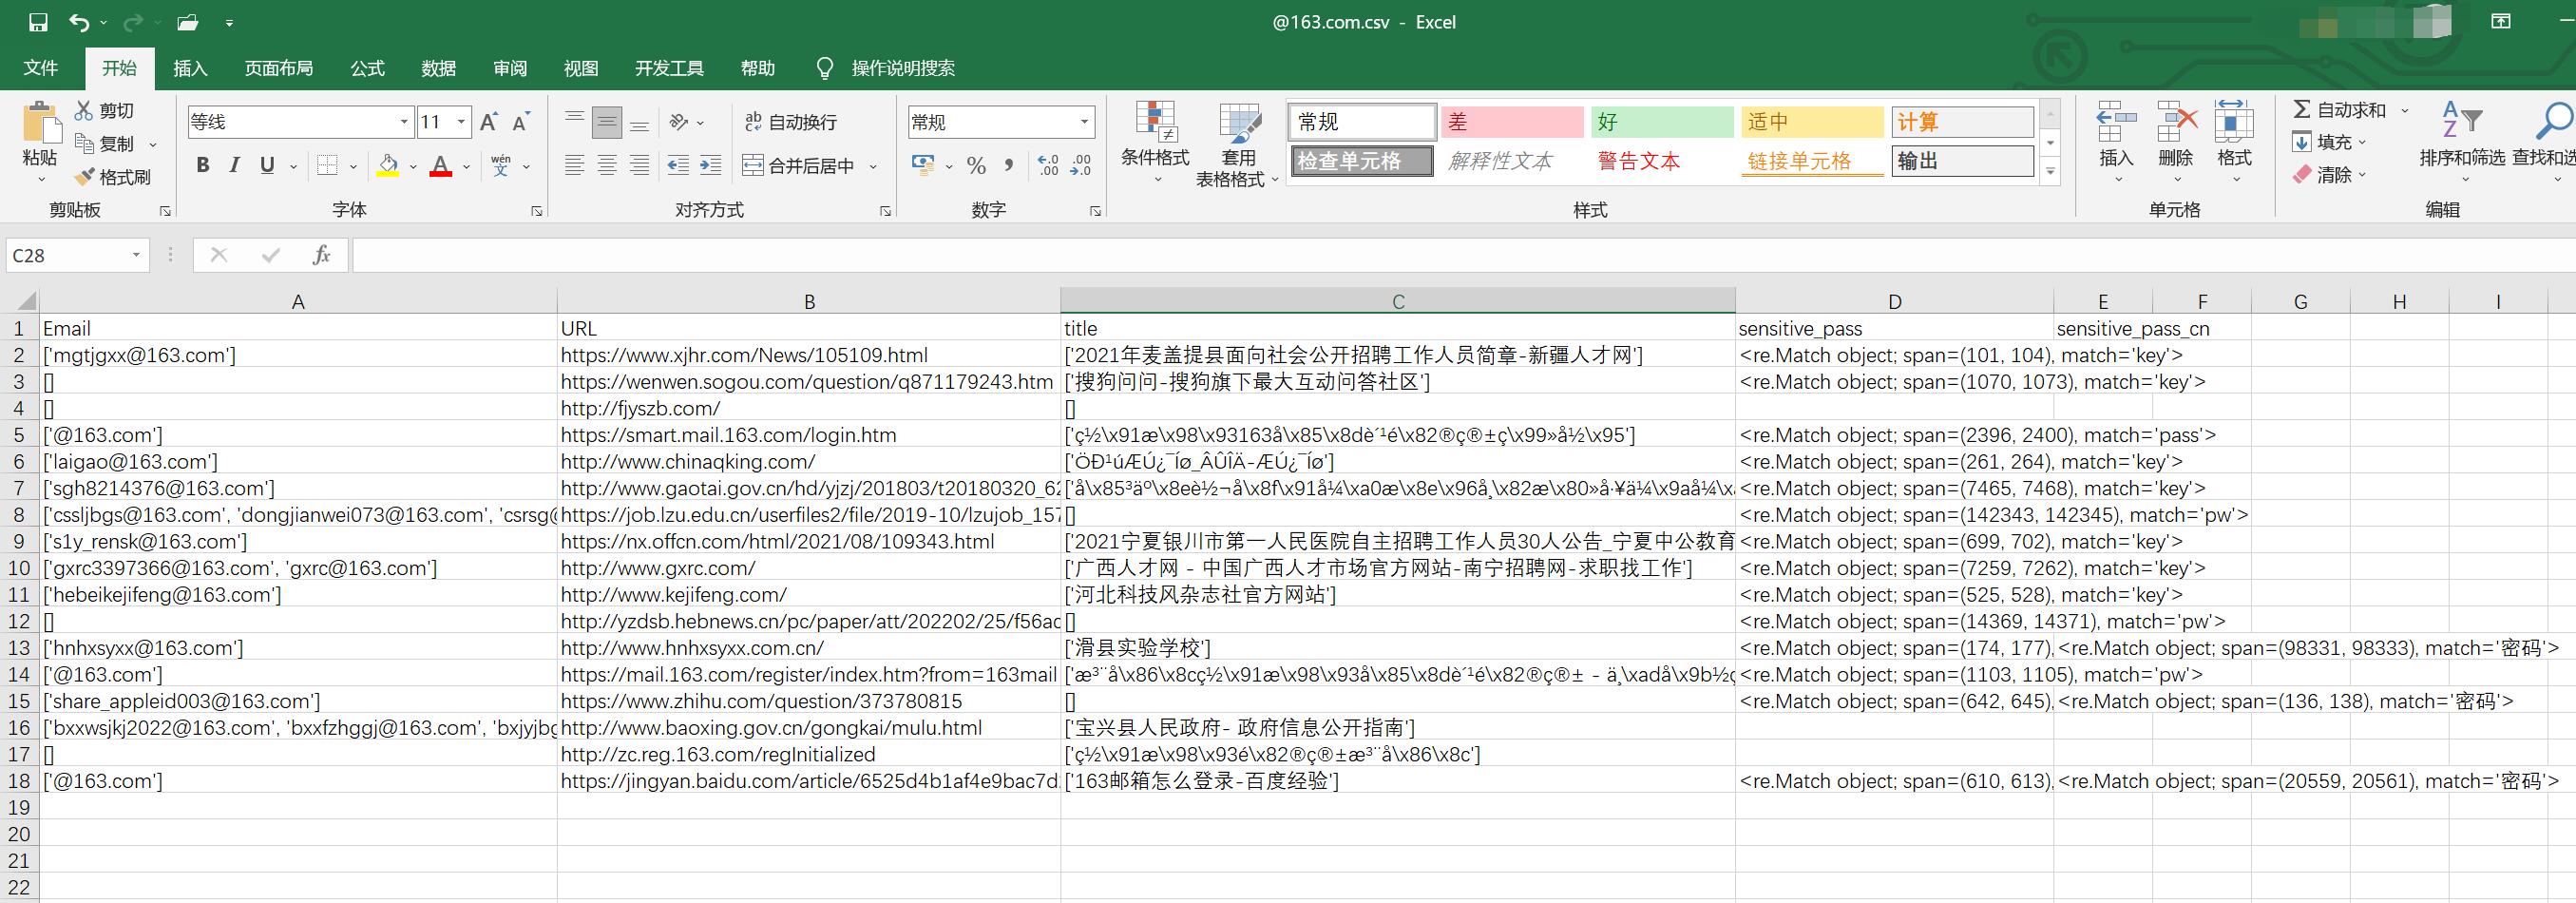 @163.com.csv - Excel
文件 开始 插入 页面布局 公式 数据 审阅 视图 开发工具 帮助 操作说明搜索
粘贴 剪切 复制 格式刷 剪贴板
等线 11 B I U A wén 文 字体
ab 自动换行 合并后居中 对齐方式
常规 % 数字
条件格式 套用表格格式
常规 差 好 适中 计算
检查单元格 解释性文本 警告文本 链接单元格 输出
样式
插入 删除 格式 单元格
自动求和 填充 清除 排序和筛选 编辑
C28 fx
A B C D E F G H I
1 Email URL title sensitive_pass sensitive_pass_cn
2 ['mgtjgxx@163.com'] https://www.xjhr.com/News/105109.html ['2021年麦盖提县面向社会公开招聘工作人员简章-新疆人才网'] <re.Match object; span=(101, 104), match='key'>
3 [] https://wenwen.sogou.com/question/q871179243.htm ['搜狗问问-搜狗旗下最大互动问答社区'] <re.Match object; span=(1070, 1073), match='key'>
4 [] http://fjyszb.com/ []
5 ['@163.com'] https://smart.mail.163.com/login.htm ['ç½\x91æ\x98\x93163å\x85\x8dè´¹é\x82®ç®±ç\x99»å½\x95'] <re.Match object; span=(2396, 2400), match='pass'>
6 ['laigao@163.com'] http://www.chinaqking.com/ ['ÖÐ¹úÆÚ¿¯Íø_ÂÛÎÄ-ÆÚ¿¯Íø'] <re.Match object; span=(261, 264), match='key'>
7 ['sgh8214376@163.com'] http://www.gaotai.gov.cn/hd/yjzj/201803/t20180320_62 ['å\x85³äº\x8eè½¬å\x8f\x91å¼\xa0æ\x8e\x96å¸\x82æ\x80»å·¥ä¼\x9aå¼\xa <re.Match object; span=(7465, 7468), match='key'>
8 ['cssljbgs@163.com', 'dongjianwei073@163.com', 'csrsg@ https://job.lzu.edu.cn/userfiles2/file/2019-10/lzujob_157 [] <re.Match object; span=(142343, 142345), match='pw'>
9 ['s1y_rensk@163.com'] https://nx.offcn.com/html/2021/08/109343.html ['2021宁夏银川市第一人民医院自主招聘工作人员30人公告_宁夏中公教育 <re.Match object; span=(699, 702), match='key'>
10 ['gxrc3397366@163.com', 'gxrc@163.com'] http://www.gxrc.com/ ['广西人才网 - 中国广西人才市场官方网站-南宁招聘网-求职找工作'] <re.Match object; span=(7259, 7262), match='key'>
11 ['hebeikejifeng@163.com'] http://www.kejifeng.com/ ['河北科技风杂志社官方网站'] <re.Match object; span=(525, 528), match='key'>
12 [] http://yzdsb.hebnews.cn/pc/paper/att/202202/25/f56ac [] <re.Match object; span=(14369, 14371), match='pw'>
13 ['hnhxsyxx@163.com'] http://www.hnhxsyxx.com.cn/ ['滑县实验学校'] <re.Match object; span=(174, 177), <re.Match object; span=(98331, 98333), match='密码'>
14 ['@163.com'] https://mail.163.com/register/index.htm?from=163mail ['æ³¨å\x86\x8cç½\x91æ\x98\x93å\x85\x8dè´¹é\x82®ç®± - ä¸\xadå\x9b½ç <re.Match object; span=(1103, 1105), match='pw'>
15 ['share_appleid003@163.com'] https://www.zhihu.com/question/373780815 [] <re.Match object; span=(642, 645), <re.Match object; span=(136, 138), match='密码'>
16 ['bxxwsjkj2022@163.com', 'bxxfzhggj@163.com', 'bxjyjbg http://www.baoxing.gov.cn/gongkai/mulu.html ['宝兴县人民政府- 政府信息公开指南']
17 [] http://zc.reg.163.com/regInitialized ['ç½\x91æ\x98\x93é\x82®ç®±æ³¨å\x86\x8c']
18 ['@163.com'] https://jingyan.baidu.com/article/6525d4b1af4e9bac7d ['163邮箱怎么登录-百度经验'] <re.Match object; span=(610, 613), <re.Match object; span=(20559, 20561), match='密码'>
19
20
21
22